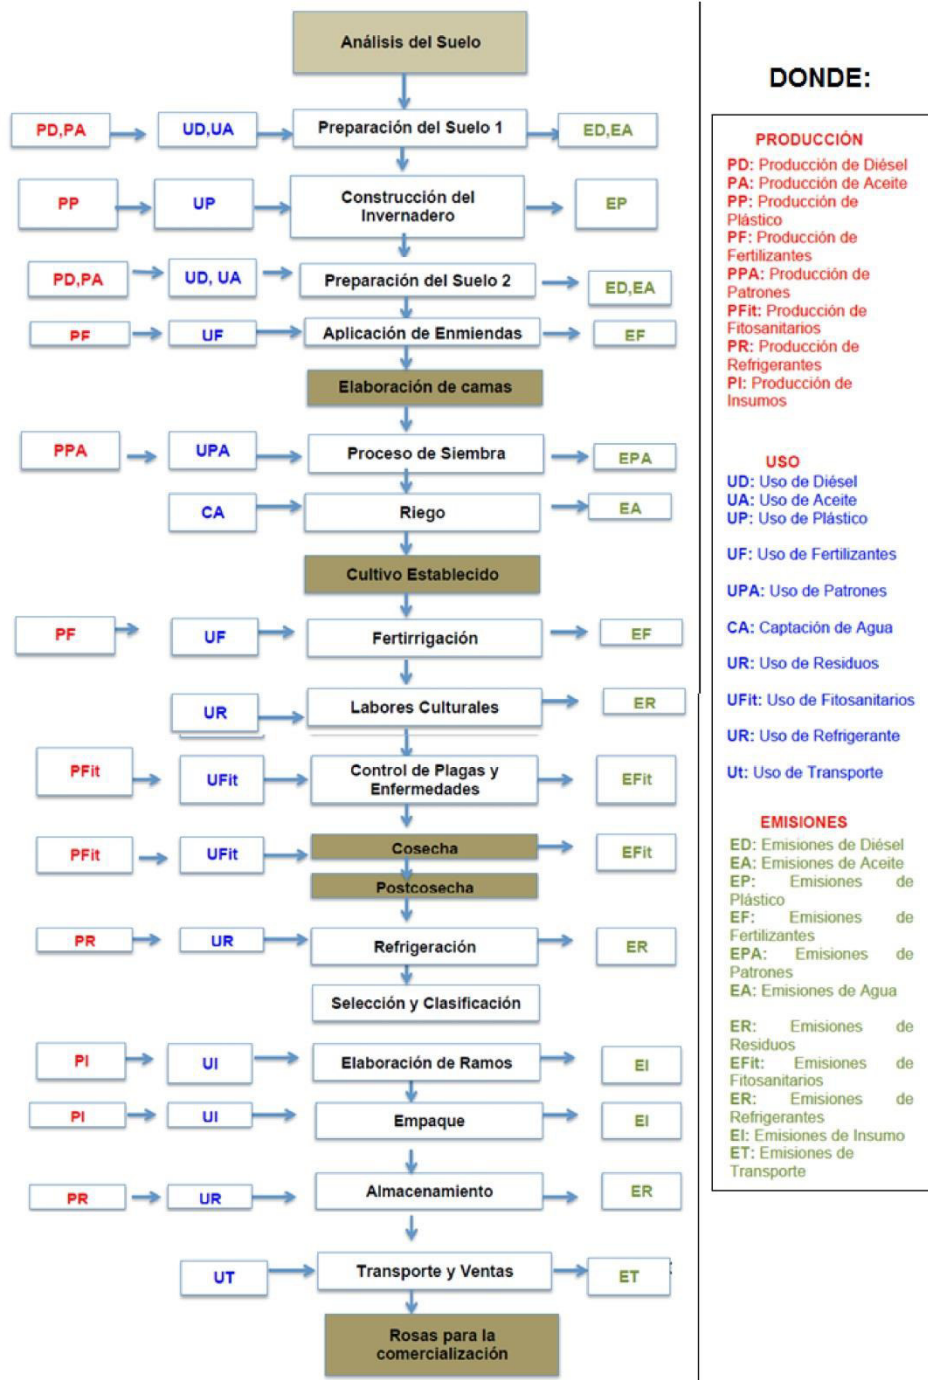 Análisis del Suelo
PD,PA
UD,UA
Preparación del Suelo 1
ED,EA
PP
UP
Construcción del
Invernadero
EP
PD,PA
UD, UA
Preparación del Suelo 2
ED,EA
PF
UF
Aplicación de Enmiendas
EF
Elaboración de camas
PPA
UPA
Proceso de Siembra
EPA
CA
Riego
EA
Cultivo Establecido
PF
UF
Fertirrigación
EF
UR
Labores Culturales
ER
PFit
UFit
Control de Plagas y
Enfermedades
EFit
PFit
UFit
Cosecha
EFit
Postcosecha
PR
UR
Refrigeración
ER
Selección y Clasificación
PI
UI
Elaboración de Ramos
EI
PI
UI
Empaque
EI
PR
UR
Almacenamiento
ER
UT
Transporte y Ventas
ET
Rosas para la
comercialización
DONDE:
PRODUCCIÓN
PD: Producción de Diésel
PA: Producción de Aceite
PP: Producción de
Plástico
PF: Producción de
Fertilizantes
PPA: Producción de
Patrones
PFit: Producción de
Fitosanitarios
PR: Producción de
Refrigerantes
PI: Producción de
Insumos
USO
UD: Uso de Diésel
UA: Uso de Aceite
UP: Uso de Plástico
UF: Uso de Fertilizantes
UPA: Uso de Patrones
CA: Captación de Agua
UR: Uso de Residuos
UFit: Uso de Fitosanitarios
UR: Uso de Refrigerante
Ut: Uso de Transporte
EMISIONES
ED: Emisiones de Diésel
EA: Emisiones de Aceite
EP: Emisiones de
Plástico
EF: Emisiones de
Fertilizantes
EPA: Emisiones de
Patrones
EA: Emisiones de Agua
ER: Emisiones de
Residuos
EFit: Emisiones de
Fitosanitarios
ER: Emisiones de
Refrigerantes
EI: Emisiones de Insumo
ET: Emisiones de
Transporte